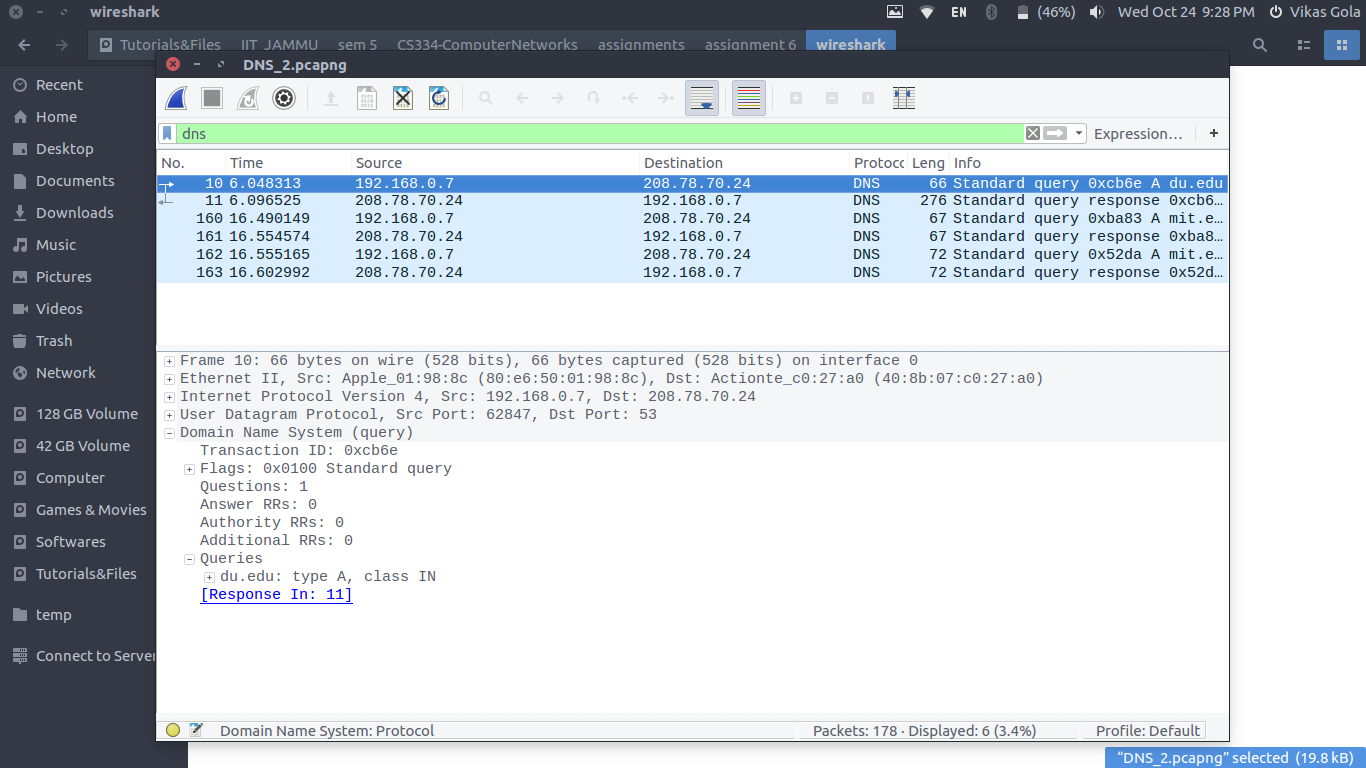 wireshark
EN (46%) Wed Oct 24 9:28 PM Vikas Gola
Tutorials&Files IIT_JAMMU sem 5 CS334-ComputerNetworks assignments assignment 6 wireshark
Recent
Home
Desktop
Documents
Downloads
Music
Pictures
Videos
Trash
Network
128 GB Volume
42 GB Volume
Computer
Games & Movies
Softwares
Tutorials&Files
temp
Connect to Server
DNS_2.pcapng
dns
Expression… +
No. Time Source Destination Protocc Leng Info
10 6.048313 192.168.0.7 208.78.70.24 DNS 66 Standard query 0xcb6e A du.edu
11 6.096525 208.78.70.24 192.168.0.7 DNS 276 Standard query response 0xcb6…
160 16.490149 192.168.0.7 208.78.70.24 DNS 67 Standard query 0xba83 A mit.e…
161 16.554574 208.78.70.24 192.168.0.7 DNS 67 Standard query response 0xba8…
162 16.555165 192.168.0.7 208.78.70.24 DNS 72 Standard query 0x52da A mit.e…
163 16.602992 208.78.70.24 192.168.0.7 DNS 72 Standard query response 0x52d…
Frame 10: 66 bytes on wire (528 bits), 66 bytes captured (528 bits) on interface 0
Ethernet II, Src: Apple_01:98:8c (80:e6:50:01:98:8c), Dst: Actionte_c0:27:a0 (40:8b:07:c0:27:a0)
Internet Protocol Version 4, Src: 192.168.0.7, Dst: 208.78.70.24
User Datagram Protocol, Src Port: 62847, Dst Port: 53
Domain Name System (query)
Transaction ID: 0xcb6e
Flags: 0x0100 Standard query
Questions: 1
Answer RRs: 0
Authority RRs: 0
Additional RRs: 0
Queries
du.edu: type A, class IN
[Response In: 11]
Domain Name System: Protocol
Packets: 178 · Displayed: 6 (3.4%)
Profile: Default
“DNS_2.pcapng” selected (19.8 kB)